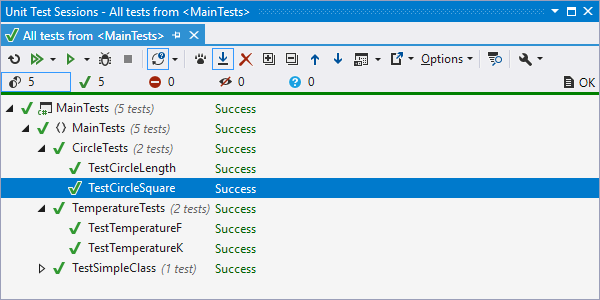 Unit Test Sessions - All tests from <MainTests>
All tests from <MainTests>
Options
5 5 0 0 0 OK
MainTests (5 tests) Success
MainTests (5 tests) Success
CircleTests (2 tests) Success
TestCircleLength Success
TestCircleSquare Success
TemperatureTests (2 tests) Success
TestTemperatureF Success
TestTemperatureK Success
TestSimpleClass (1 test) Success